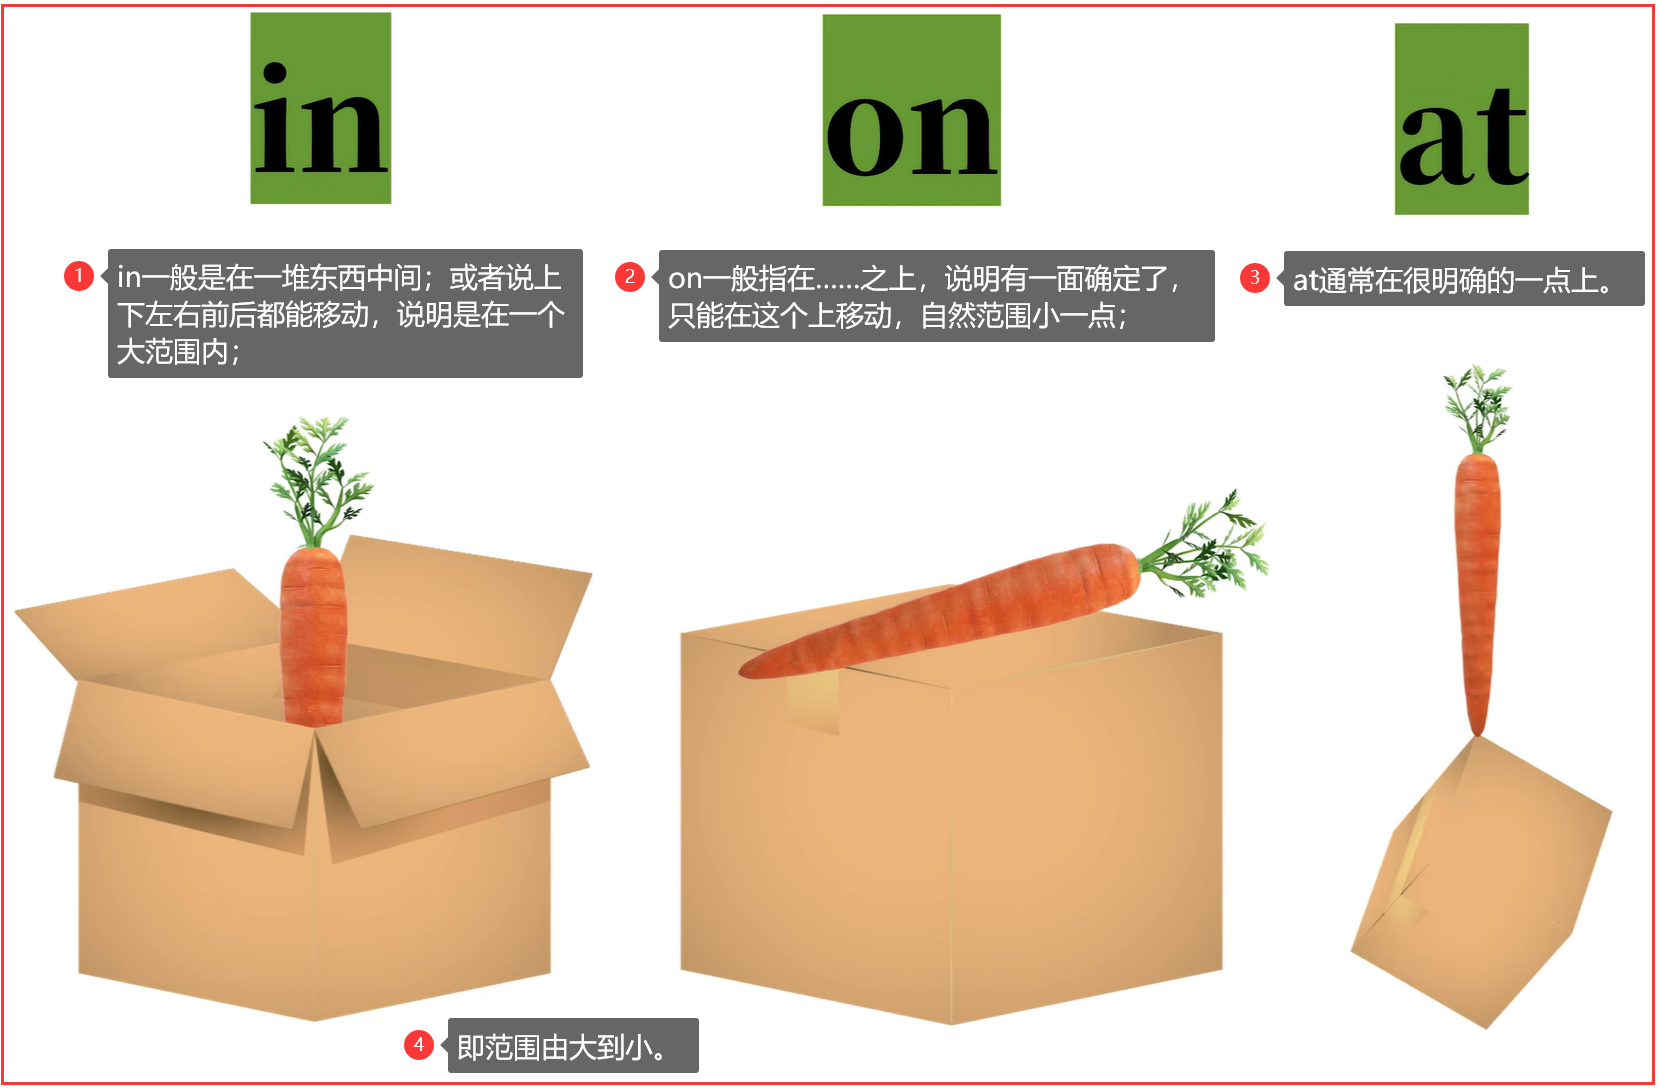 in
on
at
1
in一般是在一堆东西中间；或者说上
下左右前后都能移动，说明是在一个
大范围内；
2
on一般指在……之上，说明有一面确定了，
只能在这个上移动，自然范围小一点；
3
at通常在很明确的一点上。
4
即范围由大到小。